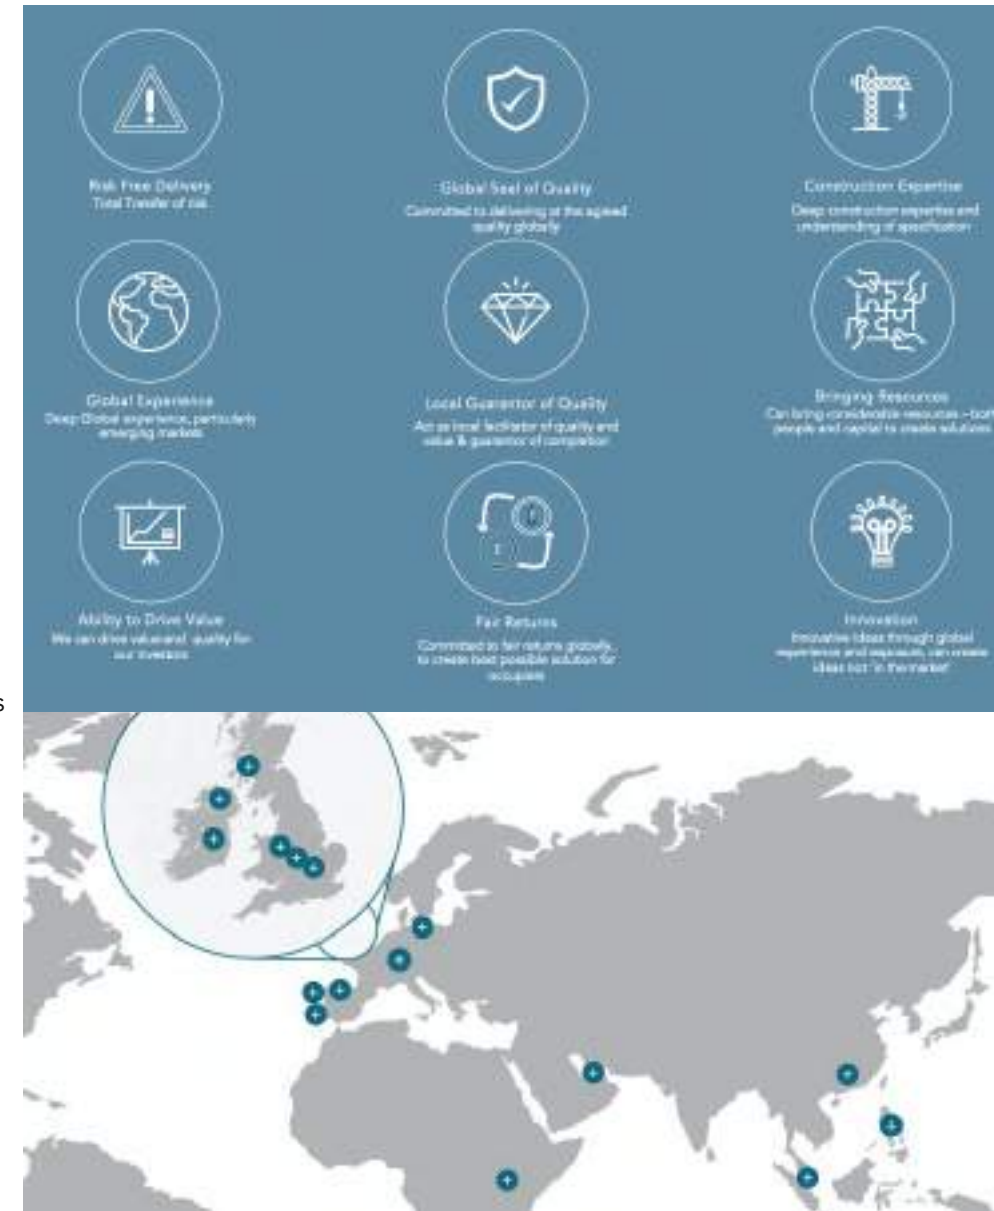 Risk Free Delivery
Total Transfer of risk
Global Seal of Quality
Committed to delivering at the agreed
quality globally
Construction Expertise
Deep construction expertise and
understanding of specification
Global Experience
Deep Global experience, particularly
emerging markets
Local Guarantor of Quality
Act as local facilitator of quality and
value & guarantor of completion
Bringing Resources
Can bring considerable resources – both
people and capital to create solutions
Ability to Drive Value
We can drive value and quality for
our investors
Fair Returns
Committed to fair returns globally,
to create best possible solution for
occupiers
Innovation
Innovative ideas through global
experience and exposure, can create
ideas not 'in the market'
s